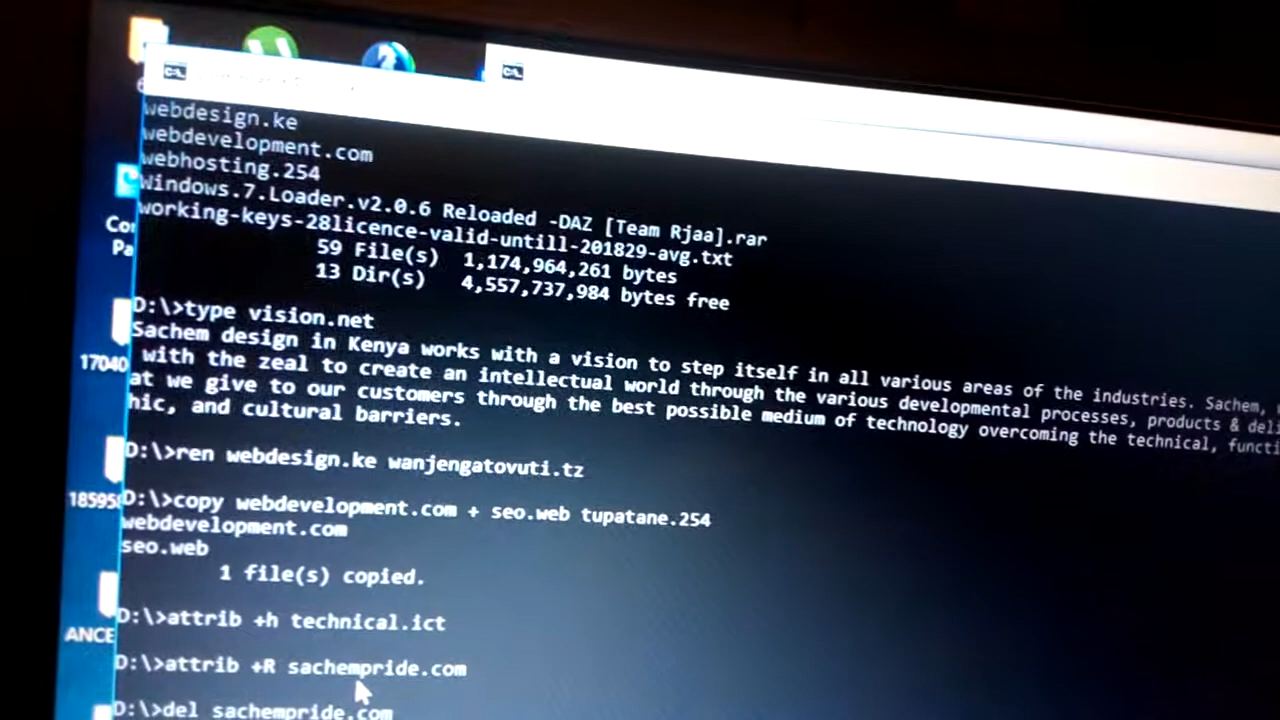 webdesign.ke
webdevelopment.com
webhosting.254
Windows.7.Loader.v2.0.6 Reloaded -DAZ [Team Rjaa].rar
working-keys-28licence-valid-untill-201829-avg.txt
59 File(s) 1,174,964,261 bytes
13 Dir(s) 4,557,737,984 bytes free
D:\>type vision.net
Sachem design in Kenya works with a vision to step itself in all various areas of the industries. Sachem,
with the zeal to create an intellectual world through the various developmental processes, products & deli
at we give to our customers through the best possible medium of technology overcoming the technical, functi
hic, and cultural barriers.
D:\>ren webdesign.ke wanjengatovuti.tz
D:\>copy webdevelopment.com + seo.web tupatane.254
webdevelopment.com
seo.web
1 file(s) copied.
D:\>attrib +h technical.ict
D:\>attrib +R sachempride.com
D:\>del sachempride.com
Co
Pa
17040
18595
ANCE